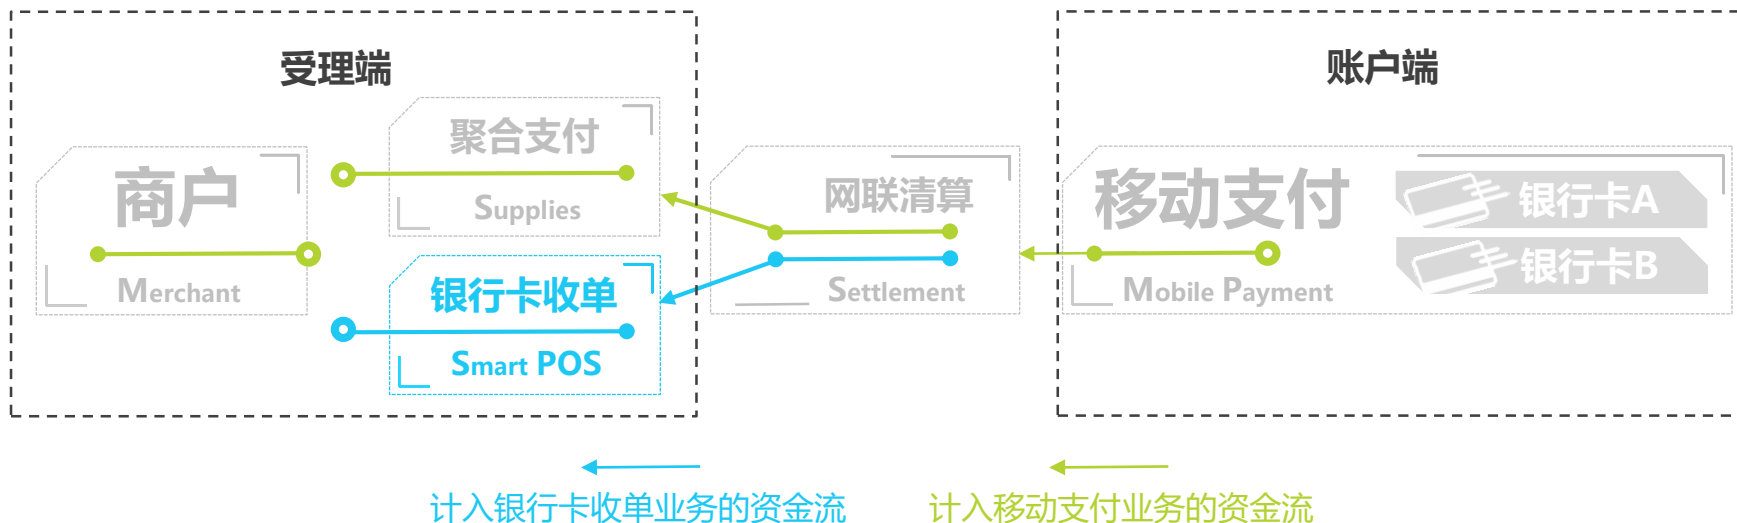 受理端
账户端
商户
Merchant
聚合支付
Supplies
银行卡收单
Smart POS
网联清算
Settlement
移动支付
Mobile Payment
银行卡A
银行卡B
计入银行卡收单业务的资金流
计入移动支付业务的资金流